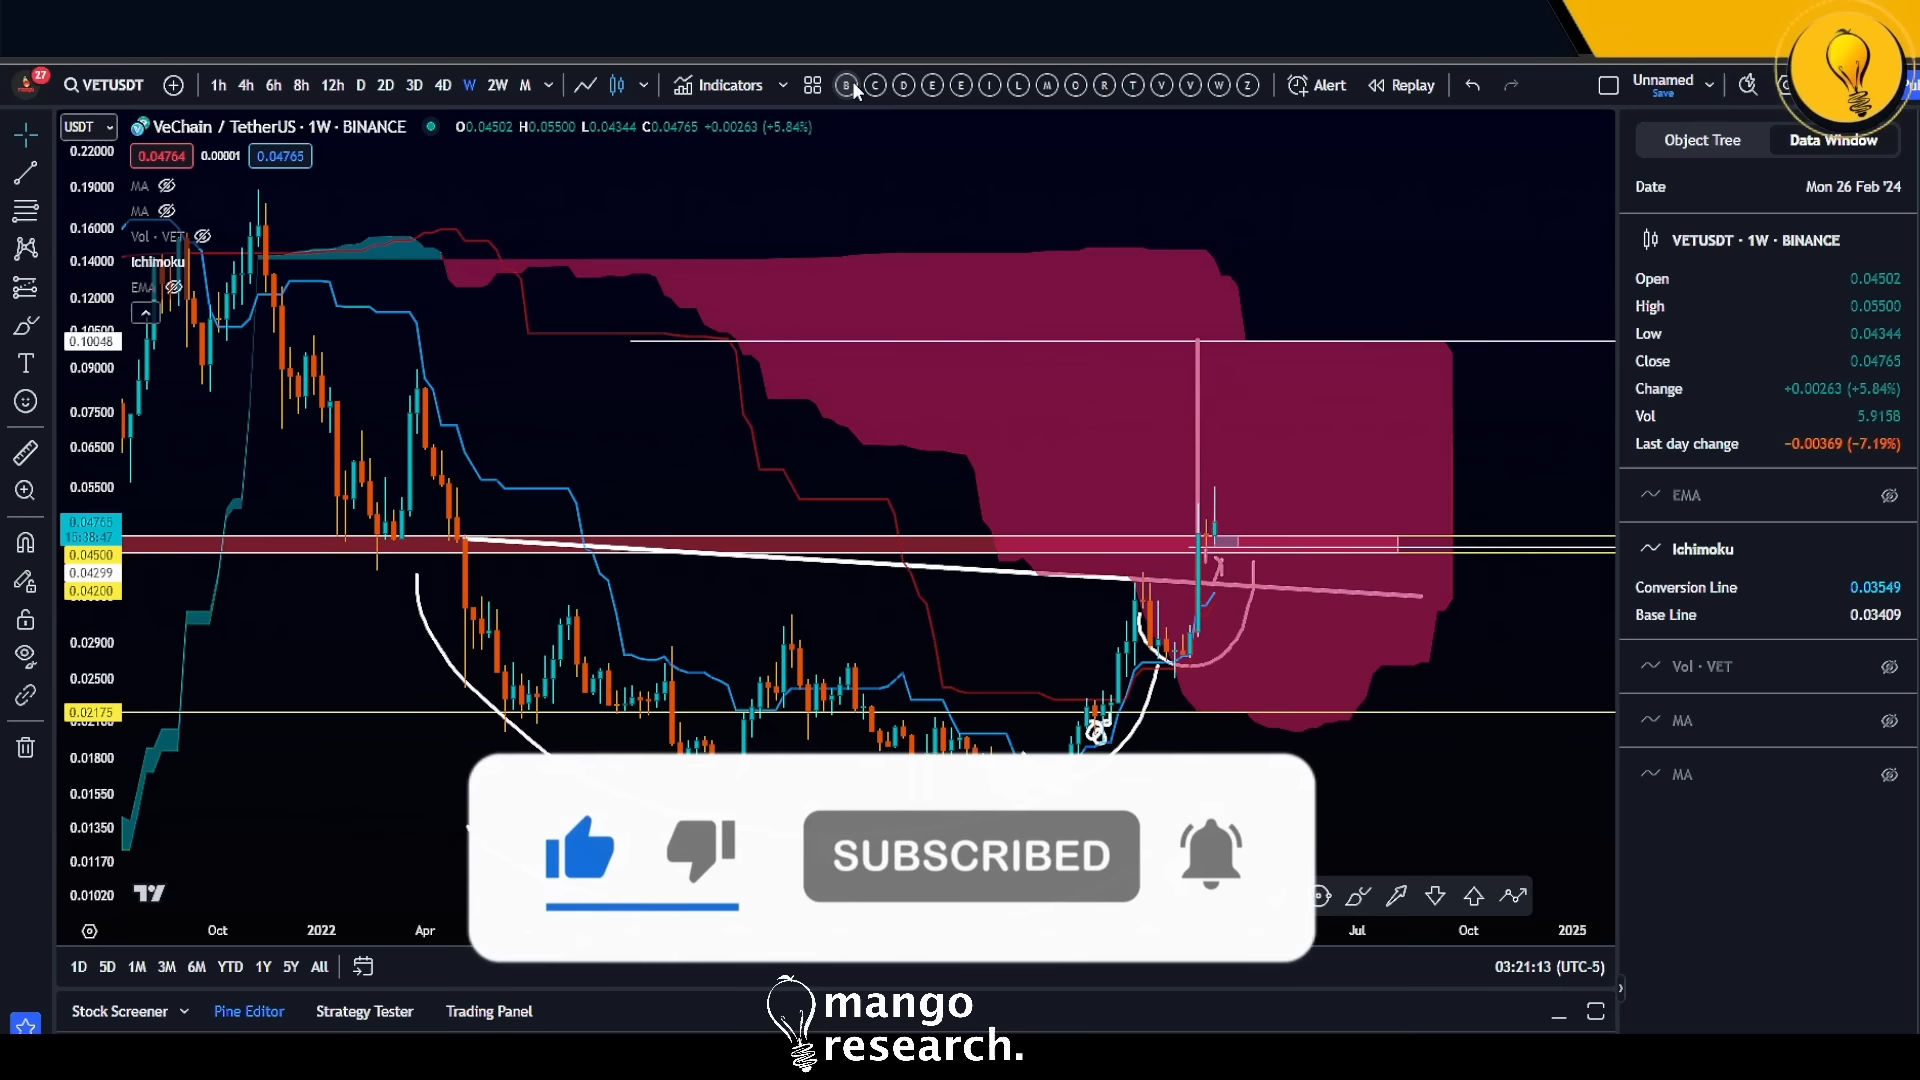 27
VETUSDT
1h 4h 6h 8h 12h D 2D 3D 4D W 2W M
Indicators
B C D E E I L M O R T V V W Z
Alert
Replay
Unnamed
Save
USDT
VeChain / TetherUS · 1W · BINANCE
O0.04502 H0.05500 L0.04344 C0.04765 +0.00263 (+5.84%)
0.04764 0.00001 0.04765
MA
MA
Vol · VET
Ichimoku
EMA
0.22000
0.19000
0.16000
0.14000
0.12000
0.10500
0.10048
0.09000
0.07500
0.06500
0.05500
0.04765
15:38:47
0.04500
0.04299
0.04200
0.02900
0.02500
0.02175
0.01800
0.01550
0.01350
0.01170
0.01020
Oct 2022 Apr Jul Oct 2025
SUBSCRIBED
1D 5D 1M 3M 6M YTD 1Y 5Y All
03:21:13 (UTC-5)
Stock Screener
Pine Editor
Strategy Tester
Trading Panel
mango
research.
Object Tree
Data Window
Date Mon 26 Feb '24
VETUSDT · 1W · BINANCE
Open 0.04502
High 0.05500
Low 0.04344
Close 0.04765
Change +0.00263 (+5.84%)
Vol 5.915B
Last day change −0.00369 (−7.19%)
EMA
Ichimoku
Conversion Line 0.03549
Base Line 0.03409
Vol · VET
MA
MA